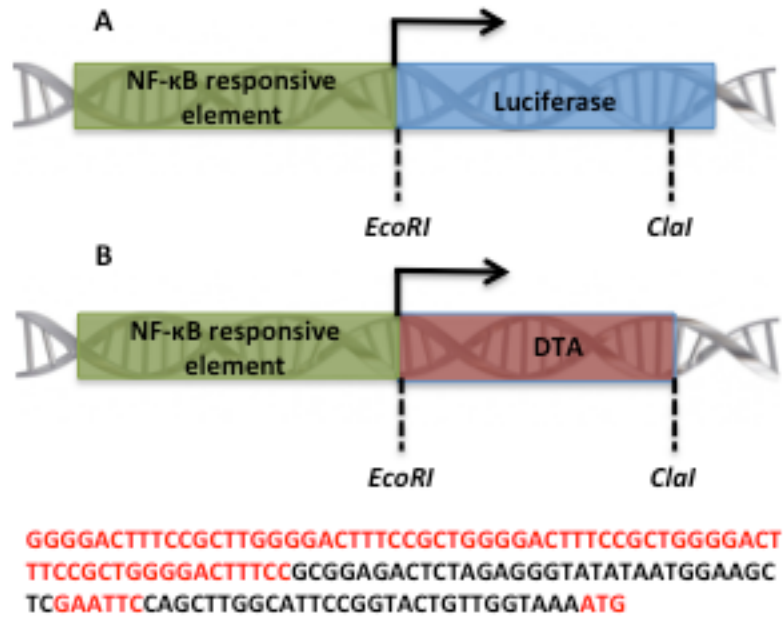 A
NF-κB responsive
element
Luciferase
EcoRI
ClaI
B
NF-κB responsive
element
DTA
EcoRI
ClaI
GGGGACTTTCCGCTTGGGGACTTTCCGCTGGGGACTTTCCGCTGGGGACT
TTCCGCTGGGGACTTTCCGCGGAGACTCTAGAGGGTATATAATGGAAGC
TCGAATTCCAGCTTGGCATTCCGGTACTGTTGGTAAAATG